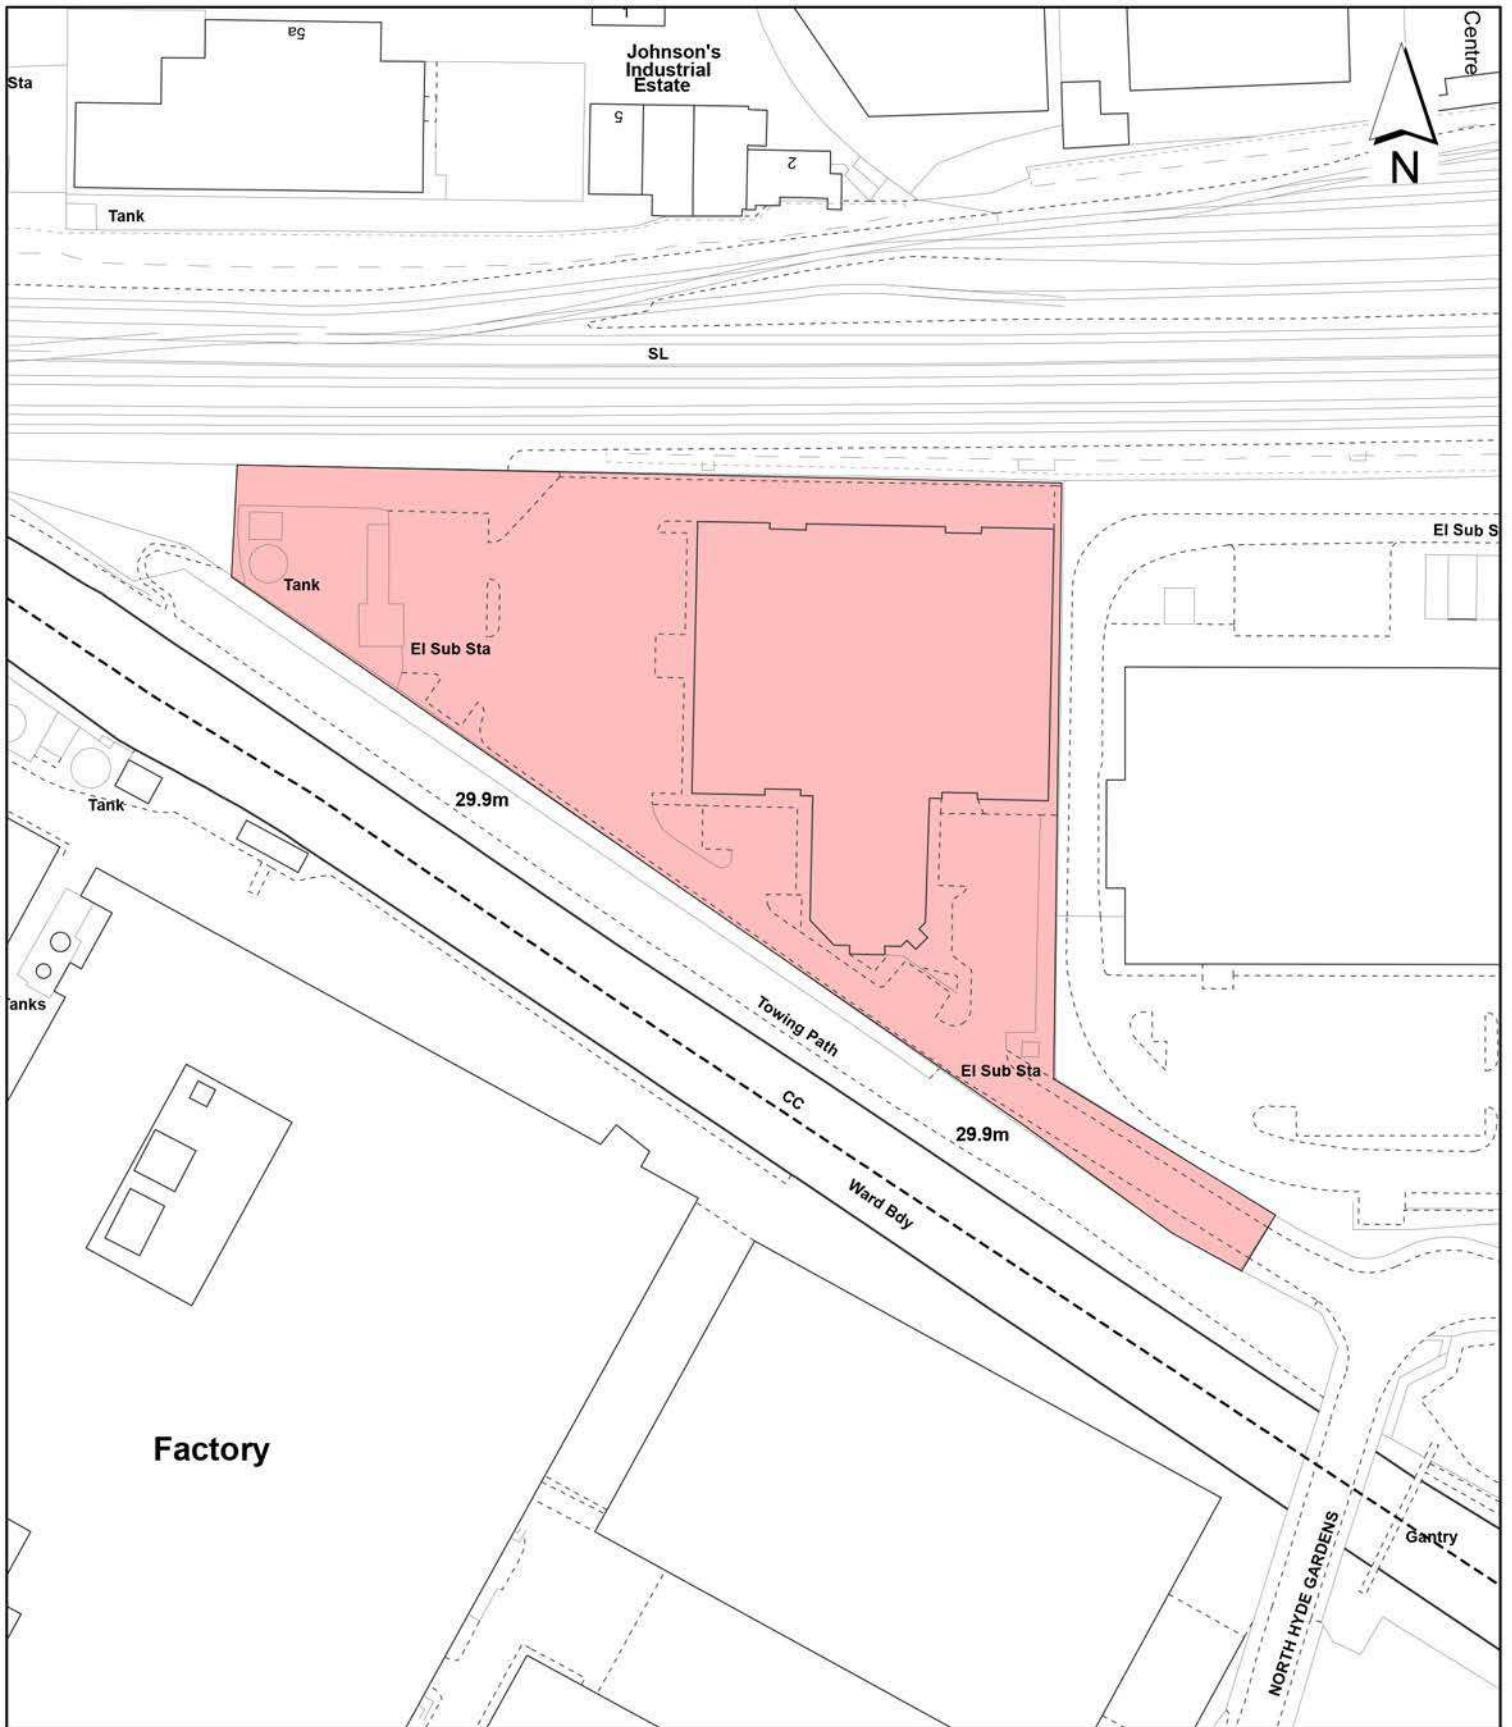 5a
L
Johnson's
Industrial
Estate
Centre
Sta
5
2
N
Tank
SL
El Sub S
Tank
El Sub Sta
29.9m
Tank
Towing Path
anks
El Sub Sta
CC
29.9m
Ward Bdy
Factory
NORTH HYDE GARDENS
Gantry